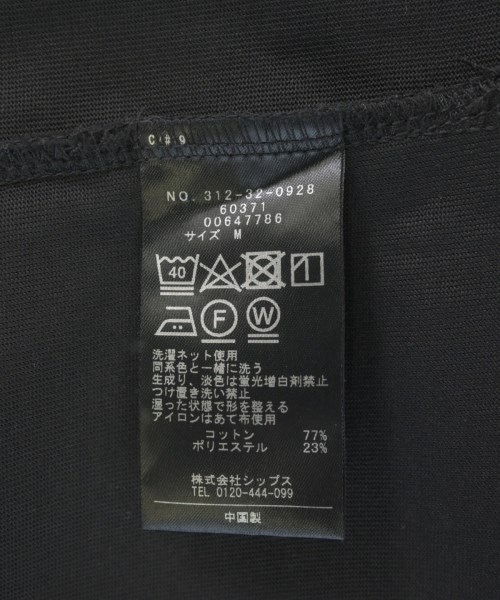 C/# 9
NO. 312-32-0928
60371
00647786
サイズ M
40
F W
洗濯ネット使用
同系色と一緒に洗う
生成り、淡色は蛍光増白剤禁止
つけ置き洗い禁止
湿った状態で形を整える
アイロンはあて布使用
コットン 77%
ポリエステル 23%
株式会社シップス
TEL 0120-444-099
中国製